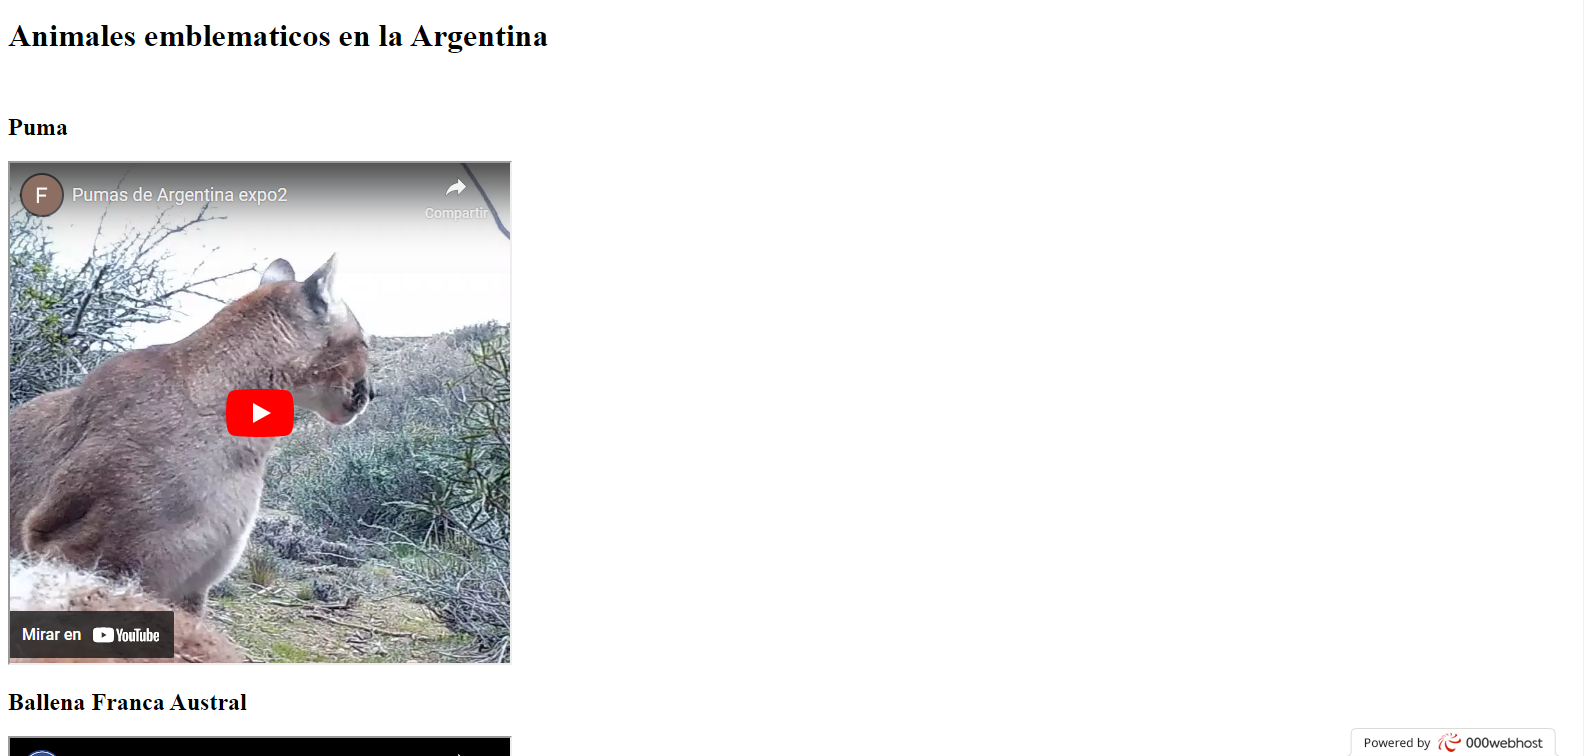 Animales emblematicos en la Argentina
Puma
F
Pumas de Argentina expo2
Compartir
Mirar en YouTube
Ballena Franca Austral
Powered by 000webhost